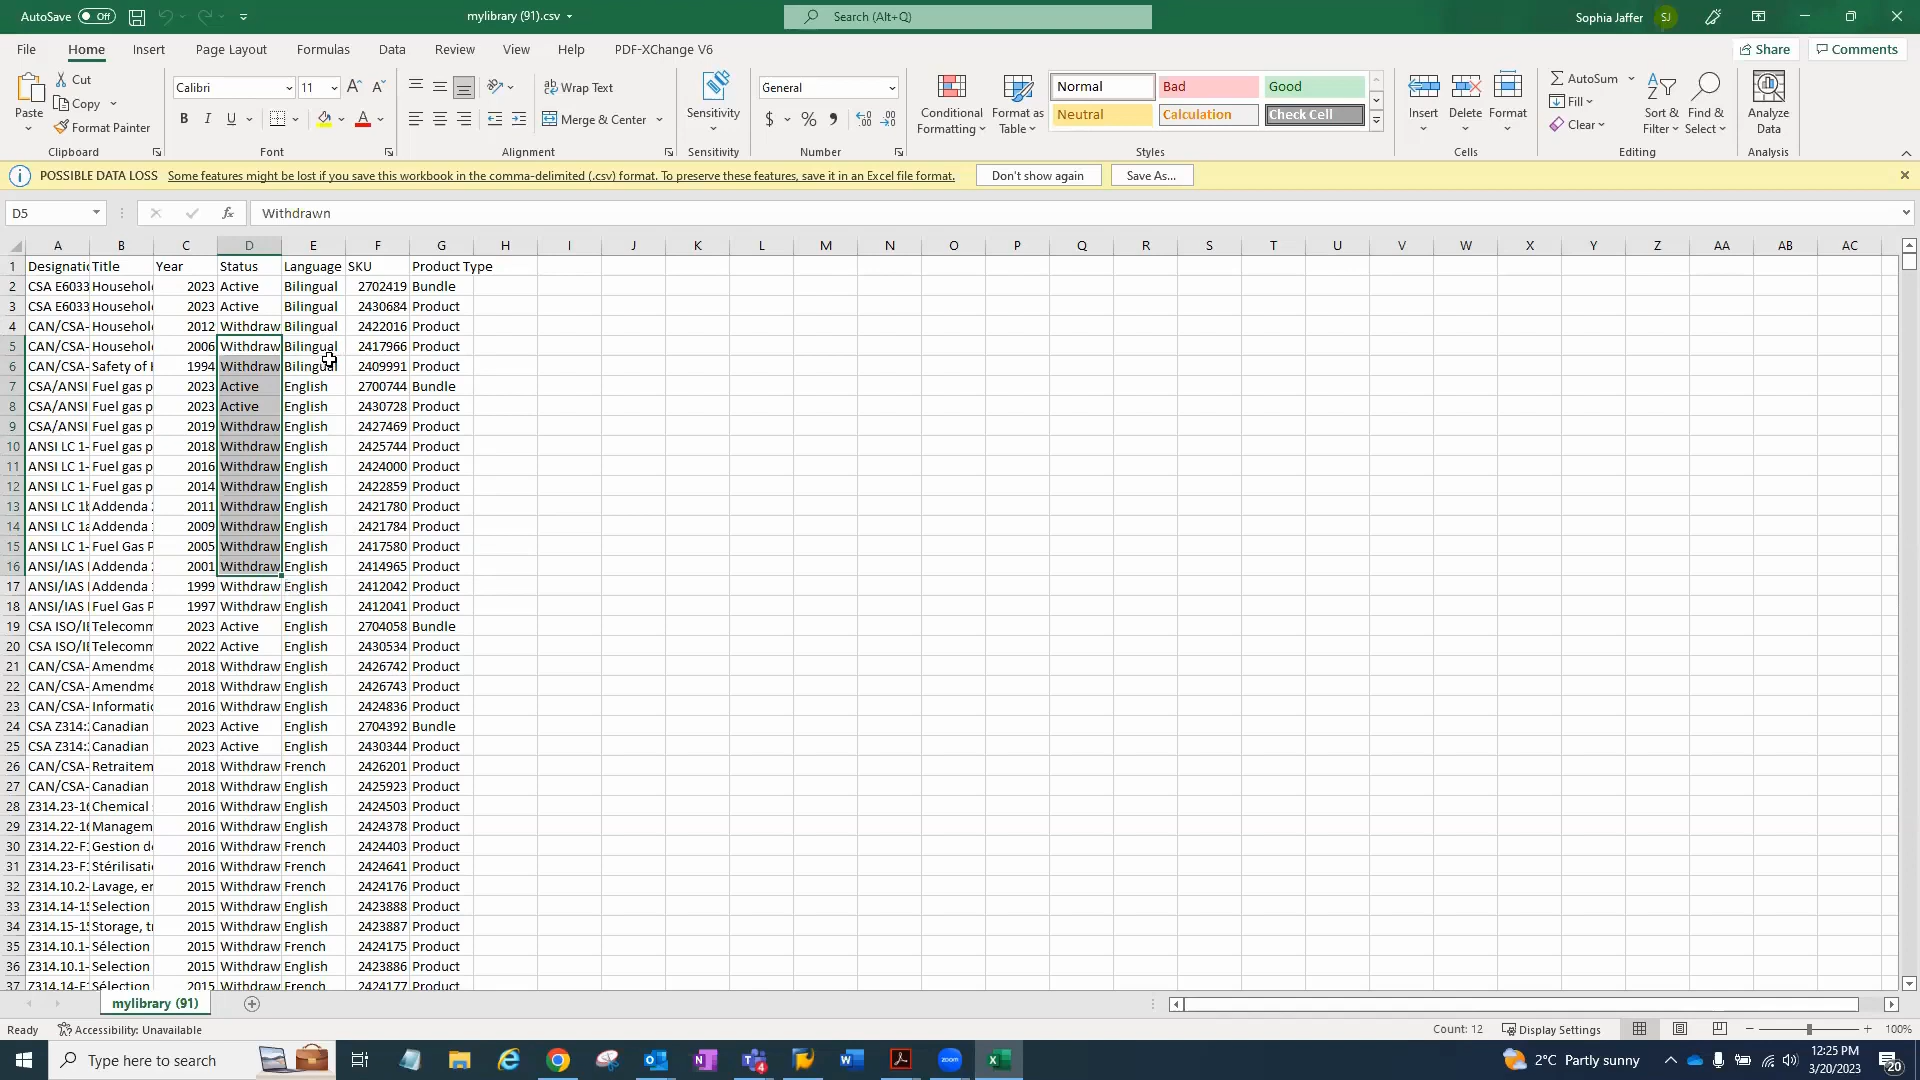 AutoSave Off mylibrary (91).csv Search (Alt+Q) Sophia Jaffer SJ
File Home Insert Page Layout Formulas Data Review View Help PDF-XChange V6 Share Comments
Paste Cut Copy Format Painter Clipboard
Calibri 11 A A B I U A Font
Wrap Text Merge & Center Alignment
Sensitivity Sensitivity
General $ % Number
Conditional Formatting Format as Table Normal Bad Good Neutral Calculation Check Cell Styles
Insert Delete Format Cells
AutoSum Fill Clear Sort & Filter Find & Select Editing
Analyze Data Analysis
POSSIBLE DATA LOSS Some features might be lost if you save this workbook in the comma-delimited (.csv) format. To preserve these features, save it in an Excel file format. Don't show again Save As...
D5 fx Withdrawn
A B C D E F G H I J K L M N O P Q R S T U V W X Y Z AA AB AC
1 Designatic Title Year Status Language SKU Product Type
2 CSA E6033 Househol 2023 Active Bilingual 2702419 Bundle
3 CSA E6033 Househol 2023 Active Bilingual 2430684 Product
4 CAN/CSA- Househol 2012 Withdraw Bilingual 2422016 Product
5 CAN/CSA- Househol 2006 Withdraw Bilingual 2417966 Product
6 CAN/CSA- Safety of 1994 Withdraw Bilingual 2409991 Product
7 CSA/ANSI Fuel gas p 2023 Active English 2700744 Bundle
8 CSA/ANSI Fuel gas p 2023 Active English 2430728 Product
9 CSA/ANSI Fuel gas p 2019 Withdraw English 2427469 Product
10 ANSI LC 1- Fuel gas p 2018 Withdraw English 2425744 Product
11 ANSI LC 1- Fuel gas p 2016 Withdraw English 2424000 Product
12 ANSI LC 1- Fuel gas p 2014 Withdraw English 2422859 Product
13 ANSI LC 1b Addenda 2011 Withdraw English 2421780 Product
14 ANSI LC 1a Addenda 2009 Withdraw English 2421784 Product
15 ANSI LC 1- Fuel Gas P 2005 Withdraw English 2417580 Product
16 ANSI/IAS Addenda 2001 Withdraw English 2414965 Product
17 ANSI/IAS Addenda 1999 Withdraw English 2412042 Product
18 ANSI/IAS Fuel Gas P 1997 Withdraw English 2412041 Product
19 CSA ISO/IE Telecomm 2023 Active English 2704058 Bundle
20 CSA ISO/IE Telecomm 2022 Active English 2430534 Product
21 CAN/CSA- Amendme 2018 Withdraw English 2426742 Product
22 CAN/CSA- Amendme 2018 Withdraw English 2426743 Product
23 CAN/CSA- Informatic 2016 Withdraw English 2424836 Product
24 CSA Z314: Canadian 2023 Active English 2704392 Bundle
25 CSA Z314: Canadian 2023 Active English 2430344 Product
26 CAN/CSA- Retraitem 2018 Withdraw French 2426201 Product
27 CAN/CSA- Canadian 2018 Withdraw English 2425923 Product
28 Z314.23-16 Chemical 2016 Withdraw English 2424503 Product
29 Z314.22-16 Managem 2016 Withdraw English 2424378 Product
30 Z314.22-F1 Gestion de 2016 Withdraw French 2424403 Product
31 Z314.23-F1 Stérilisati 2016 Withdraw French 2424641 Product
32 Z314.10.2- Lavage, en 2015 Withdraw French 2424176 Product
33 Z314.14-15 Selection 2015 Withdraw English 2423888 Product
34 Z314.15-15 Storage, tr 2015 Withdraw English 2423887 Product
35 Z314.10.1- Sélection 2015 Withdraw French 2424175 Product
36 Z314.10.1- Selection 2015 Withdraw English 2423886 Product
37 Z314.14-F1 Sélection 2015 Withdraw French 2424177 Product
mylibrary (91)
Ready Accessibility: Unavailable Count: 12 Display Settings 100%
Type here to search zoom 4 2°C Partly sunny 12:25 PM
3/20/2023 20